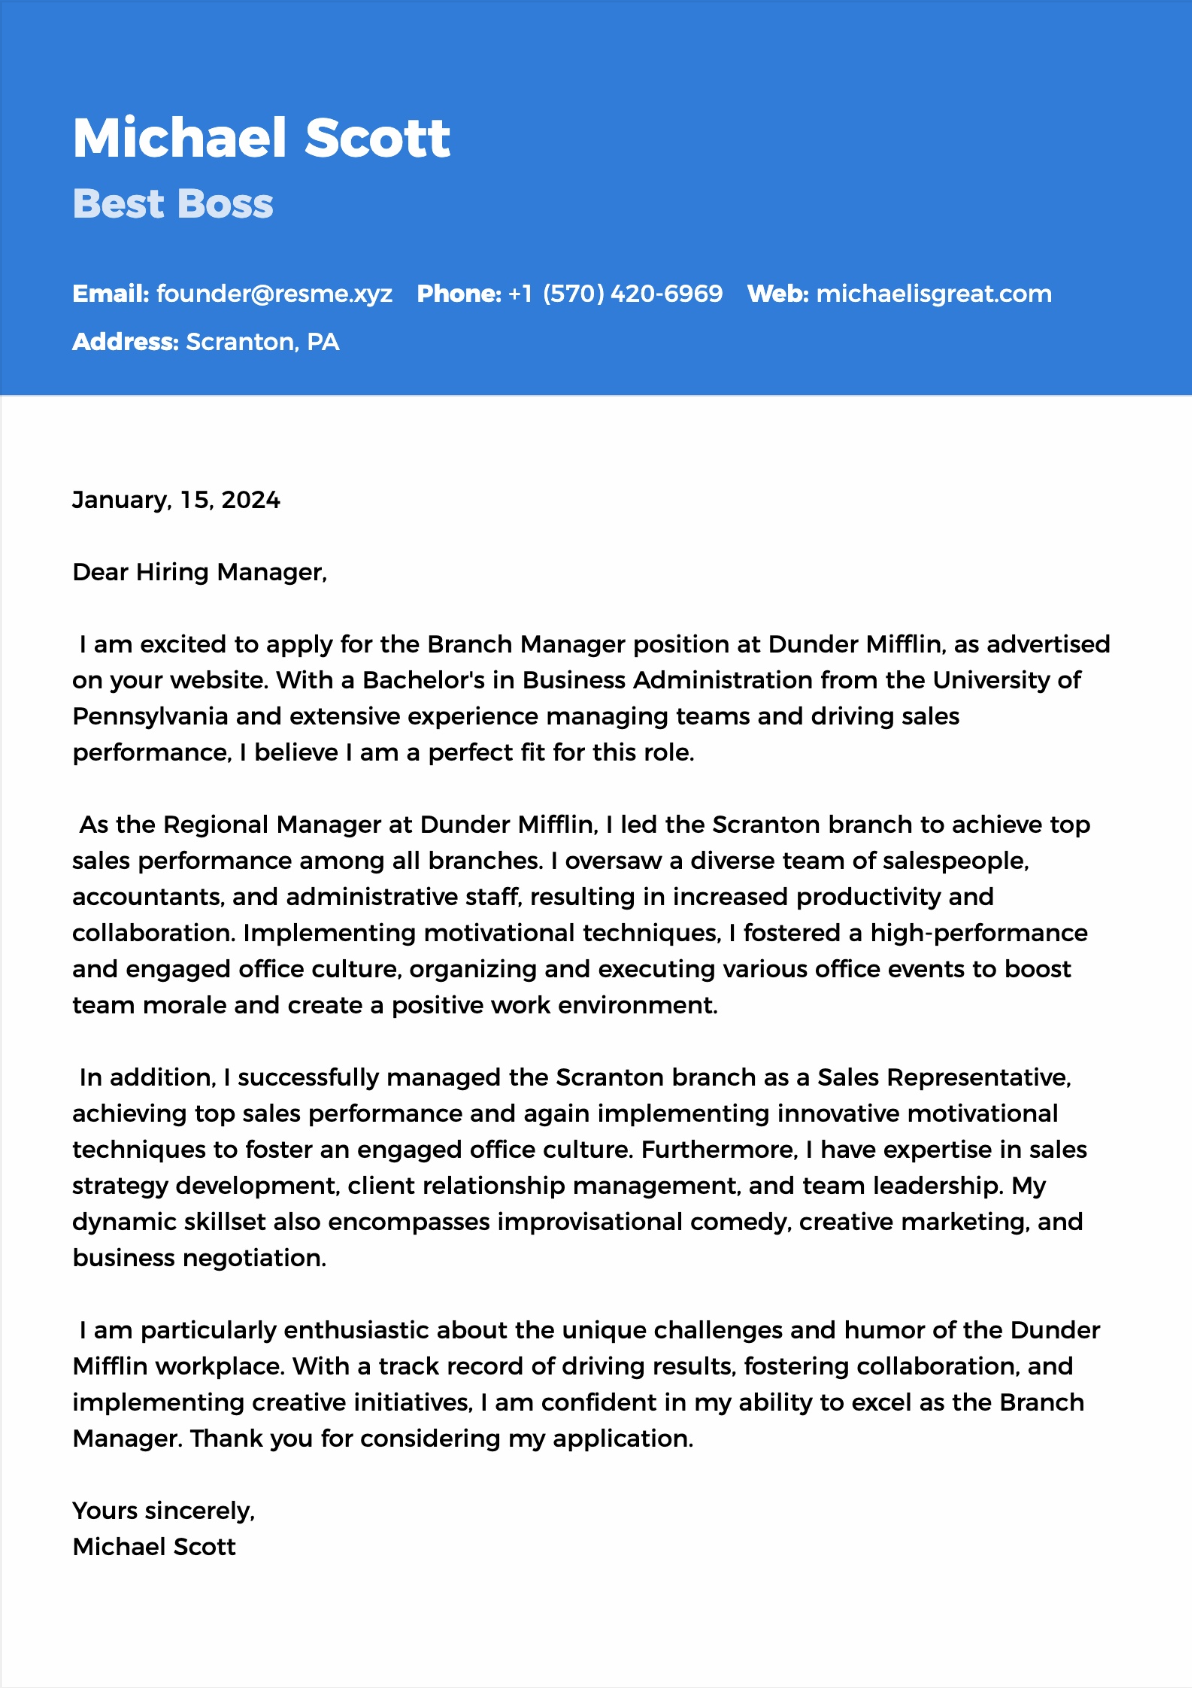 Michael Scott
Best Boss
Email: founder@resme.xyz Phone: +1 (570) 420-6969 Web: michaelisgreat.com
Address: Scranton, PA
January, 15, 2024
Dear Hiring Manager,
I am excited to apply for the Branch Manager position at Dunder Mifflin, as advertised
on your website. With a Bachelor's in Business Administration from the University of
Pennsylvania and extensive experience managing teams and driving sales
performance, I believe I am a perfect fit for this role.
As the Regional Manager at Dunder Mifflin, I led the Scranton branch to achieve top
sales performance among all branches. I oversaw a diverse team of salespeople,
accountants, and administrative staff, resulting in increased productivity and
collaboration. Implementing motivational techniques, I fostered a high-performance
and engaged office culture, organizing and executing various office events to boost
team morale and create a positive work environment.
In addition, I successfully managed the Scranton branch as a Sales Representative,
achieving top sales performance and again implementing innovative motivational
techniques to foster an engaged office culture. Furthermore, I have expertise in sales
strategy development, client relationship management, and team leadership. My
dynamic skillset also encompasses improvisational comedy, creative marketing, and
business negotiation.
I am particularly enthusiastic about the unique challenges and humor of the Dunder
Mifflin workplace. With a track record of driving results, fostering collaboration, and
implementing creative initiatives, I am confident in my ability to excel as the Branch
Manager. Thank you for considering my application.
Yours sincerely,
Michael Scott